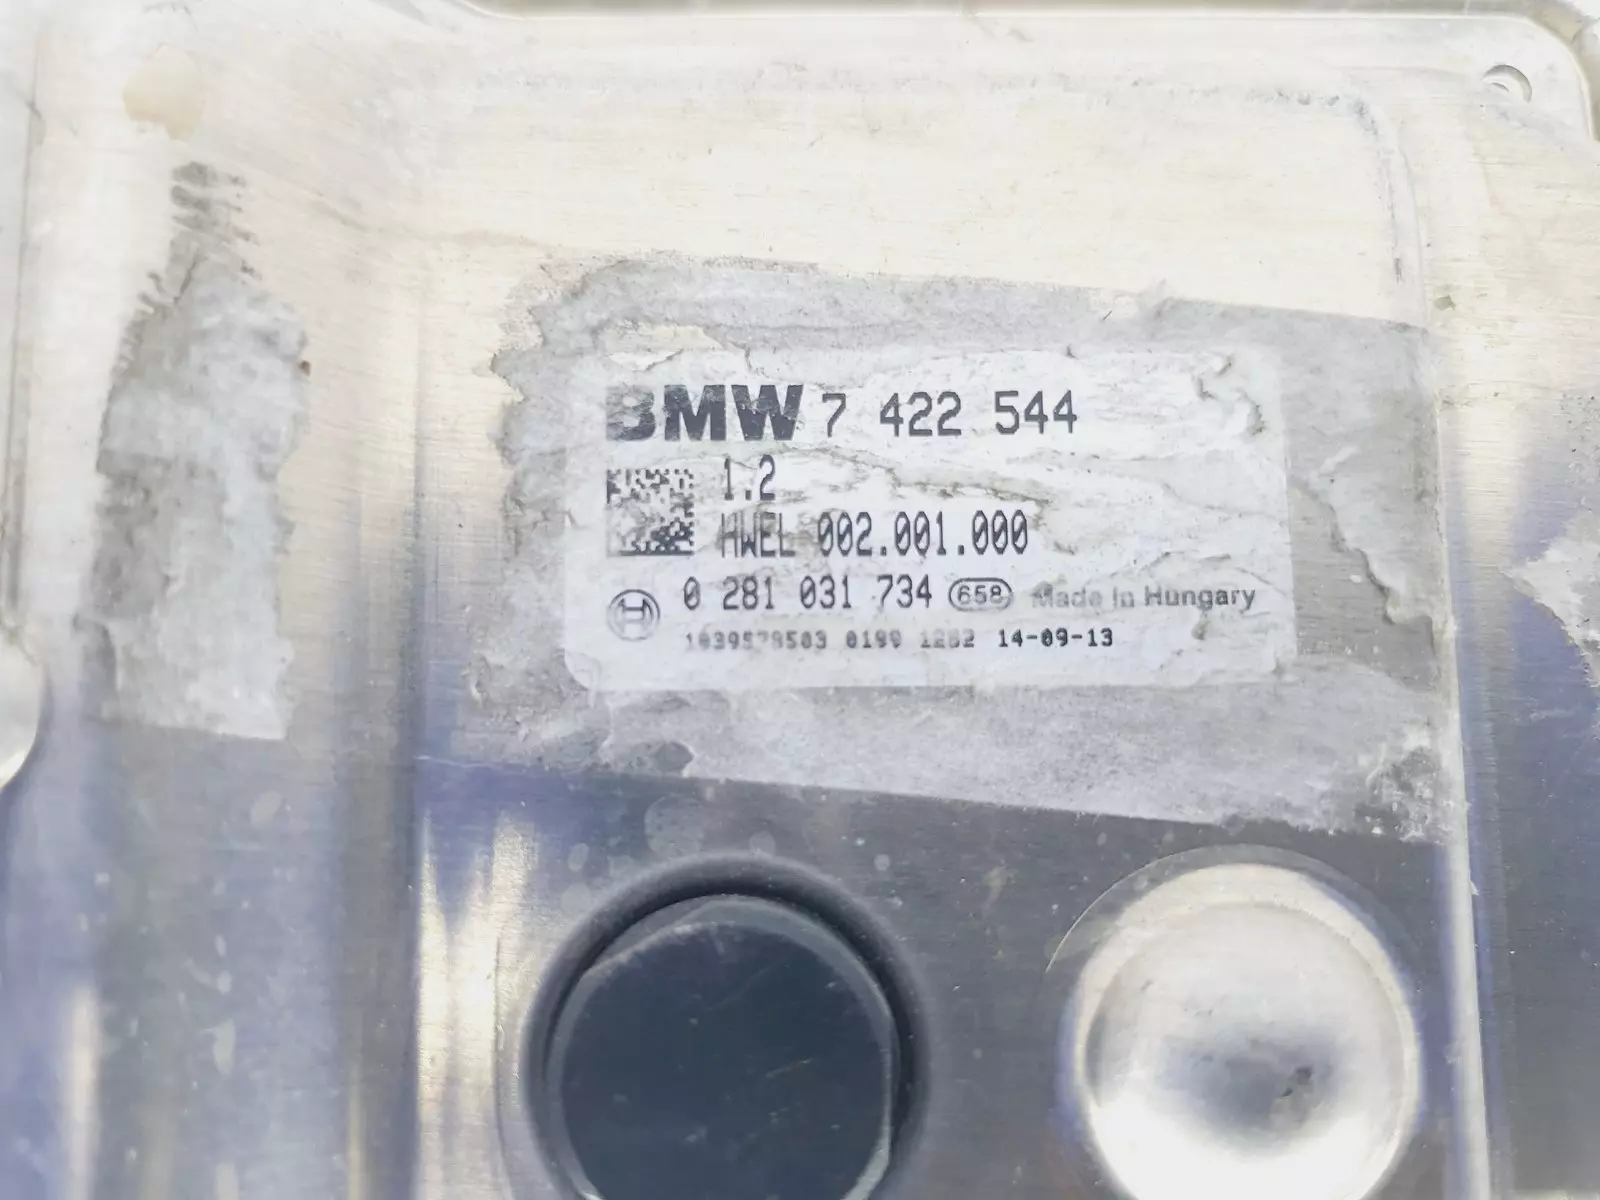 BMW 7 422 544
1.2
HWEL 002.001.000
0 281 031 734 658 Made in Hungary
14-09-13